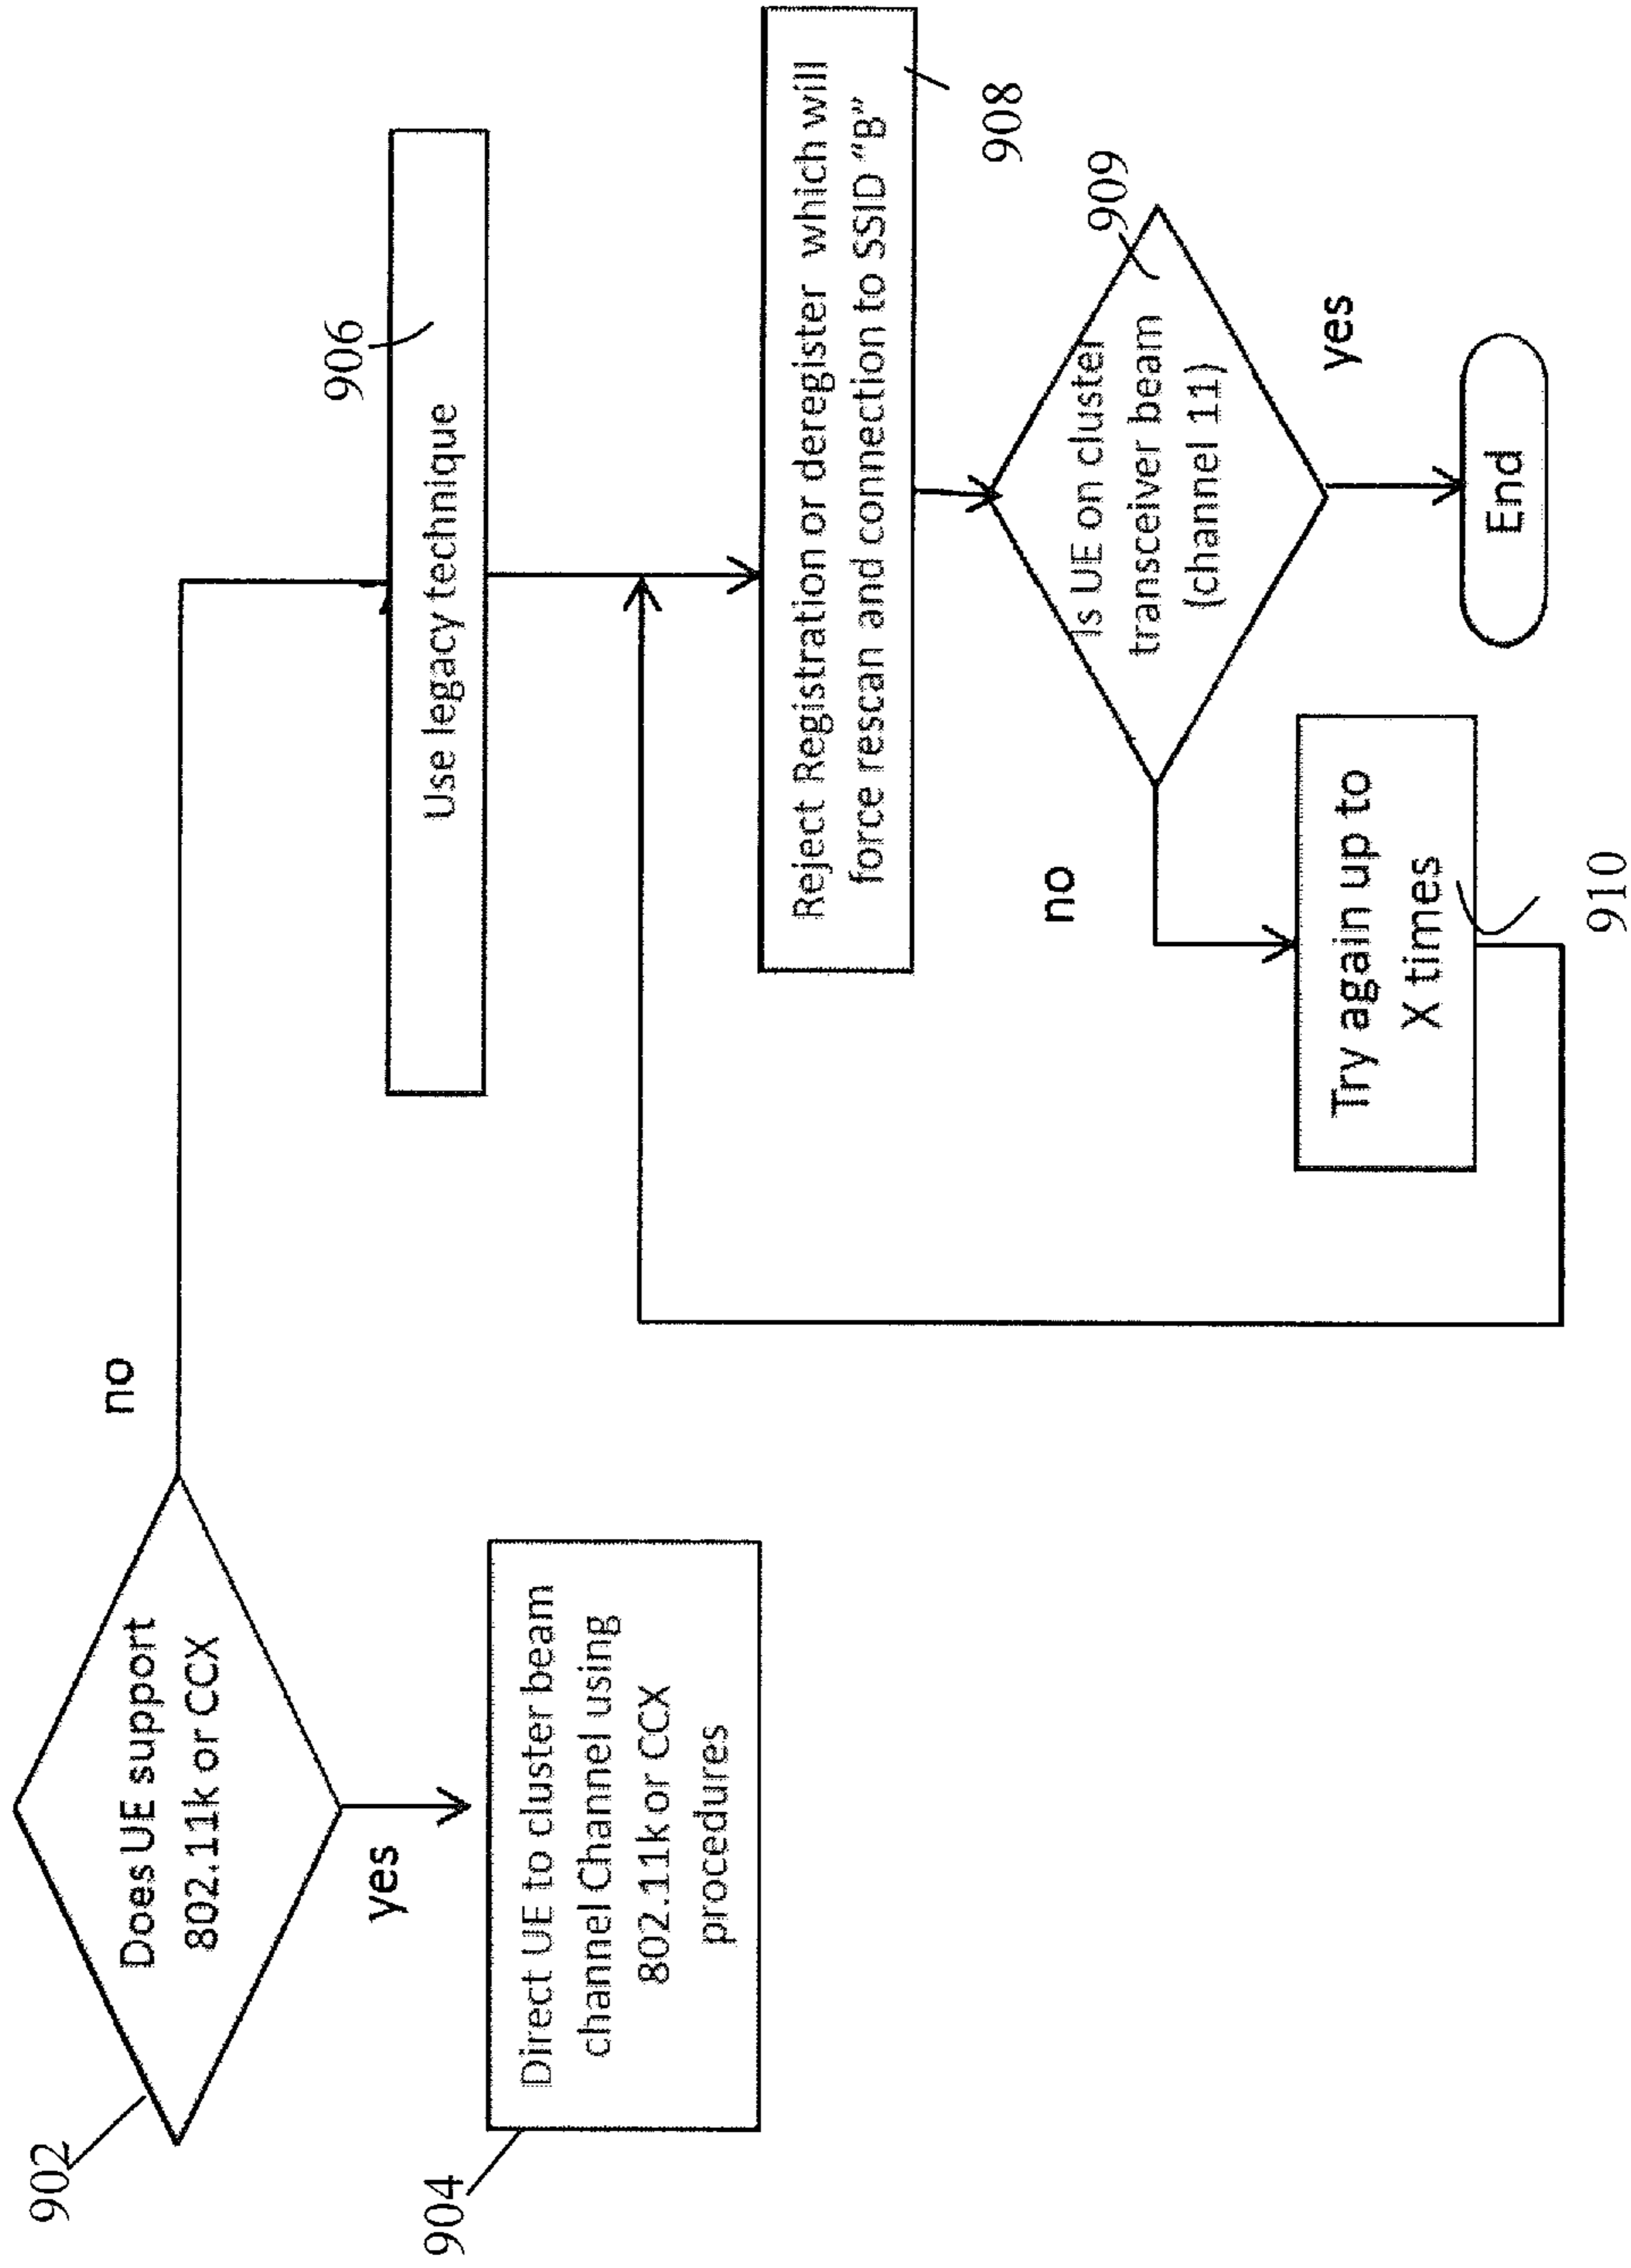 902
Does UE support
802.11k or CCX
no
yes
904
Direct UE to cluster beam
channel Channel using
802.11k or CCX
procedures
906
Use legacy technique
Reject Registration or deregister which will
force rescan and connection to SSID "B"
908
909
Is UE on cluster
transceiver beam
(channel 11)
no
yes
Try again up to
X times
910
End